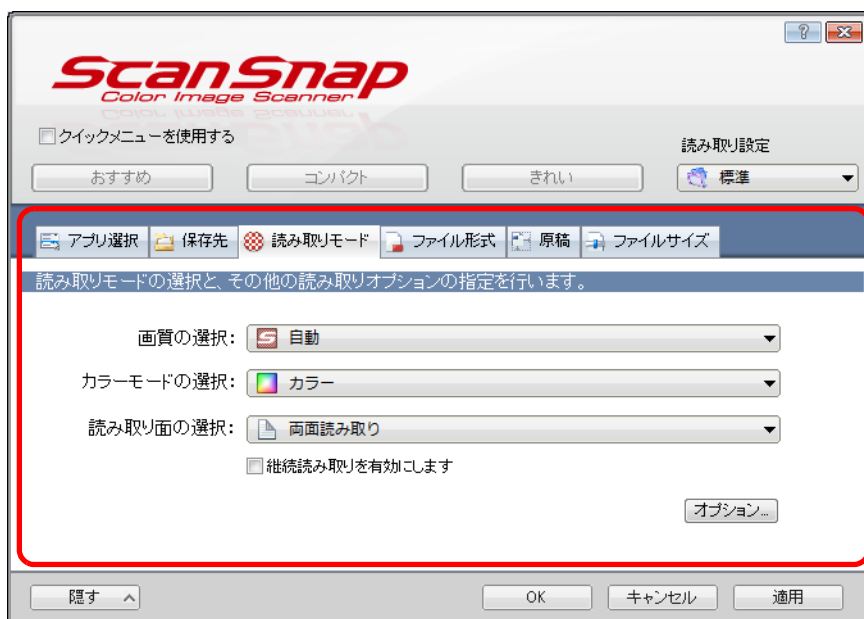 ScanSnap
Color Image Scanner
クイックメニューを使用する
読み取り設定
おすすめ コンパクト きれい 標準
アプリ選択 保存先 読み取りモード ファイル形式 原稿 ファイルサイズ
読み取りモードの選択と、その他の読み取りオプションの指定を行います。
画質の選択: 自動
カラーモードの選択: カラー
読み取り面の選択: 両面読み取り
継続読み取りを有効にします
オプション...
隠す OK キャンセル 適用